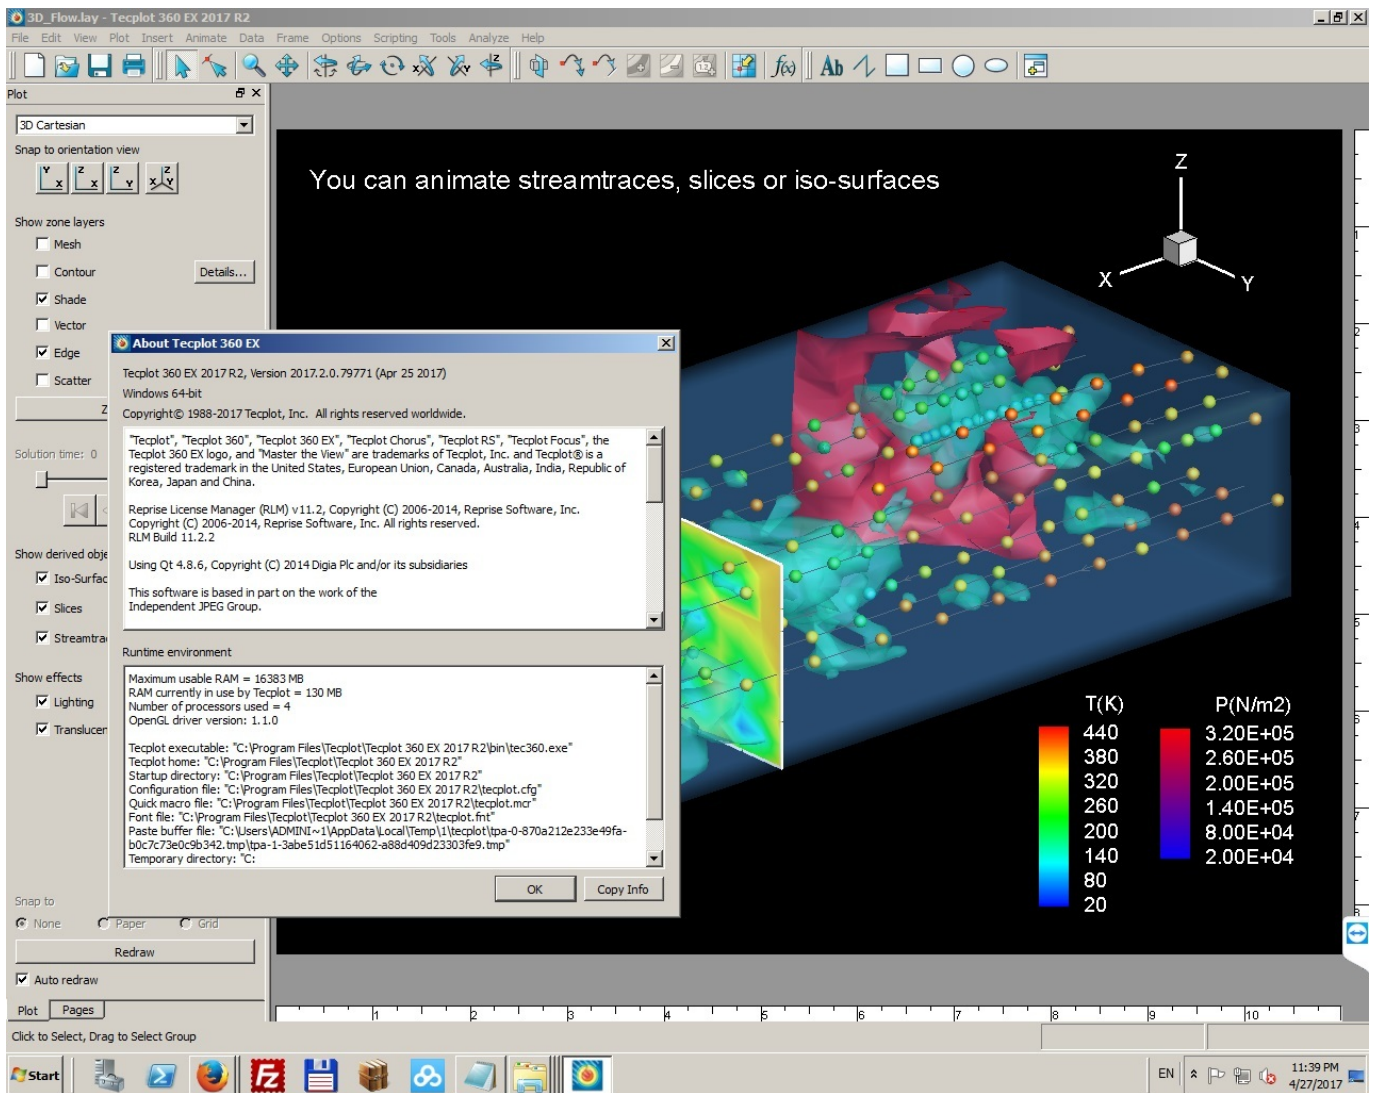 3D_Flow.lay - Tecplot 360 EX 2017 R2
File Edit View Plot Insert Animate Data Frame Options Scripting Tools Analyze Help
Plot
3D Cartesian
Snap to orientation view
Show zone layers
Mesh
Contour
Details...
Shade
Vector
Edge
Scatter
Z
Solution time: 0
Show derived obje
Iso-Surfac
Slices
Streamtra
Show effects
Lighting
Translucen
Snap to
None Paper Grid
Redraw
Auto redraw
Plot Pages
Click to Select, Drag to Select Group
You can animate streamtraces, slices or iso-surfaces
Z
X
Y
About Tecplot 360 EX
Tecplot 360 EX 2017 R2, Version 2017.2.0.79771 (Apr 25 2017)
Windows 64-bit
Copyright© 1988-2017 Tecplot, Inc. All rights reserved worldwide.
"Tecplot", "Tecplot 360", "Tecplot 360 EX", "Tecplot Chorus", "Tecplot RS", "Tecplot Focus", the
Tecplot 360 EX logo, and "Master the View" are trademarks of Tecplot, Inc. and Tecplot® is a
registered trademark in the United States, European Union, Canada, Australia, India, Republic of
Korea, Japan and China.
Reprise License Manager (RLM) v11.2, Copyright (C) 2006-2014, Reprise Software, Inc.
Copyright (C) 2006-2014, Reprise Software, Inc. All rights reserved.
RLM Build 11.2.2
Using Qt 4.8.6, Copyright (C) 2014 Digia Plc and/or its subsidiaries
This software is based in part on the work of the
Independent JPEG Group.
Runtime environment
Maximum usable RAM = 16383 MB
RAM currently in use by Tecplot = 130 MB
Number of processors used = 4
OpenGL driver version: 1.1.0
Tecplot executable: "C:\Program Files\Tecplot\Tecplot 360 EX 2017 R2\bin\tec360.exe"
Tecplot home: "C:\Program Files\Tecplot\Tecplot 360 EX 2017 R2"
Startup directory: "C:\Program Files\Tecplot\Tecplot 360 EX 2017 R2"
Configuration file: "C:\Program Files\Tecplot\Tecplot 360 EX 2017 R2\tecplot.cfg"
Quick macro file: "C:\Program Files\Tecplot\Tecplot 360 EX 2017 R2\tecplot.mcr"
Font file: "C:\Program Files\Tecplot\Tecplot 360 EX 2017 R2\tecplot.fnt"
Paste buffer file: "C:\Users\ADMINI~1\AppData\Local\Temp\1\tecplot\tpa-0-870a212e233e49fa-
b0c7c73e0c9b342.tmp\tpa-1-3abe51d51164062-a88d409d23303fe9.tmp"
Temporary directory: "C:
OK Copy Info
T(K)
440
380
320
260
200
140
80
20
P(N/m2)
3.20E+05
2.60E+05
2.00E+05
1.40E+05
8.00E+04
2.00E+04
1 2 3 4 5 6 7 8 9 10
1
2
3
4
5
6
7
8
Start
EN
11:39 PM
4/27/2017